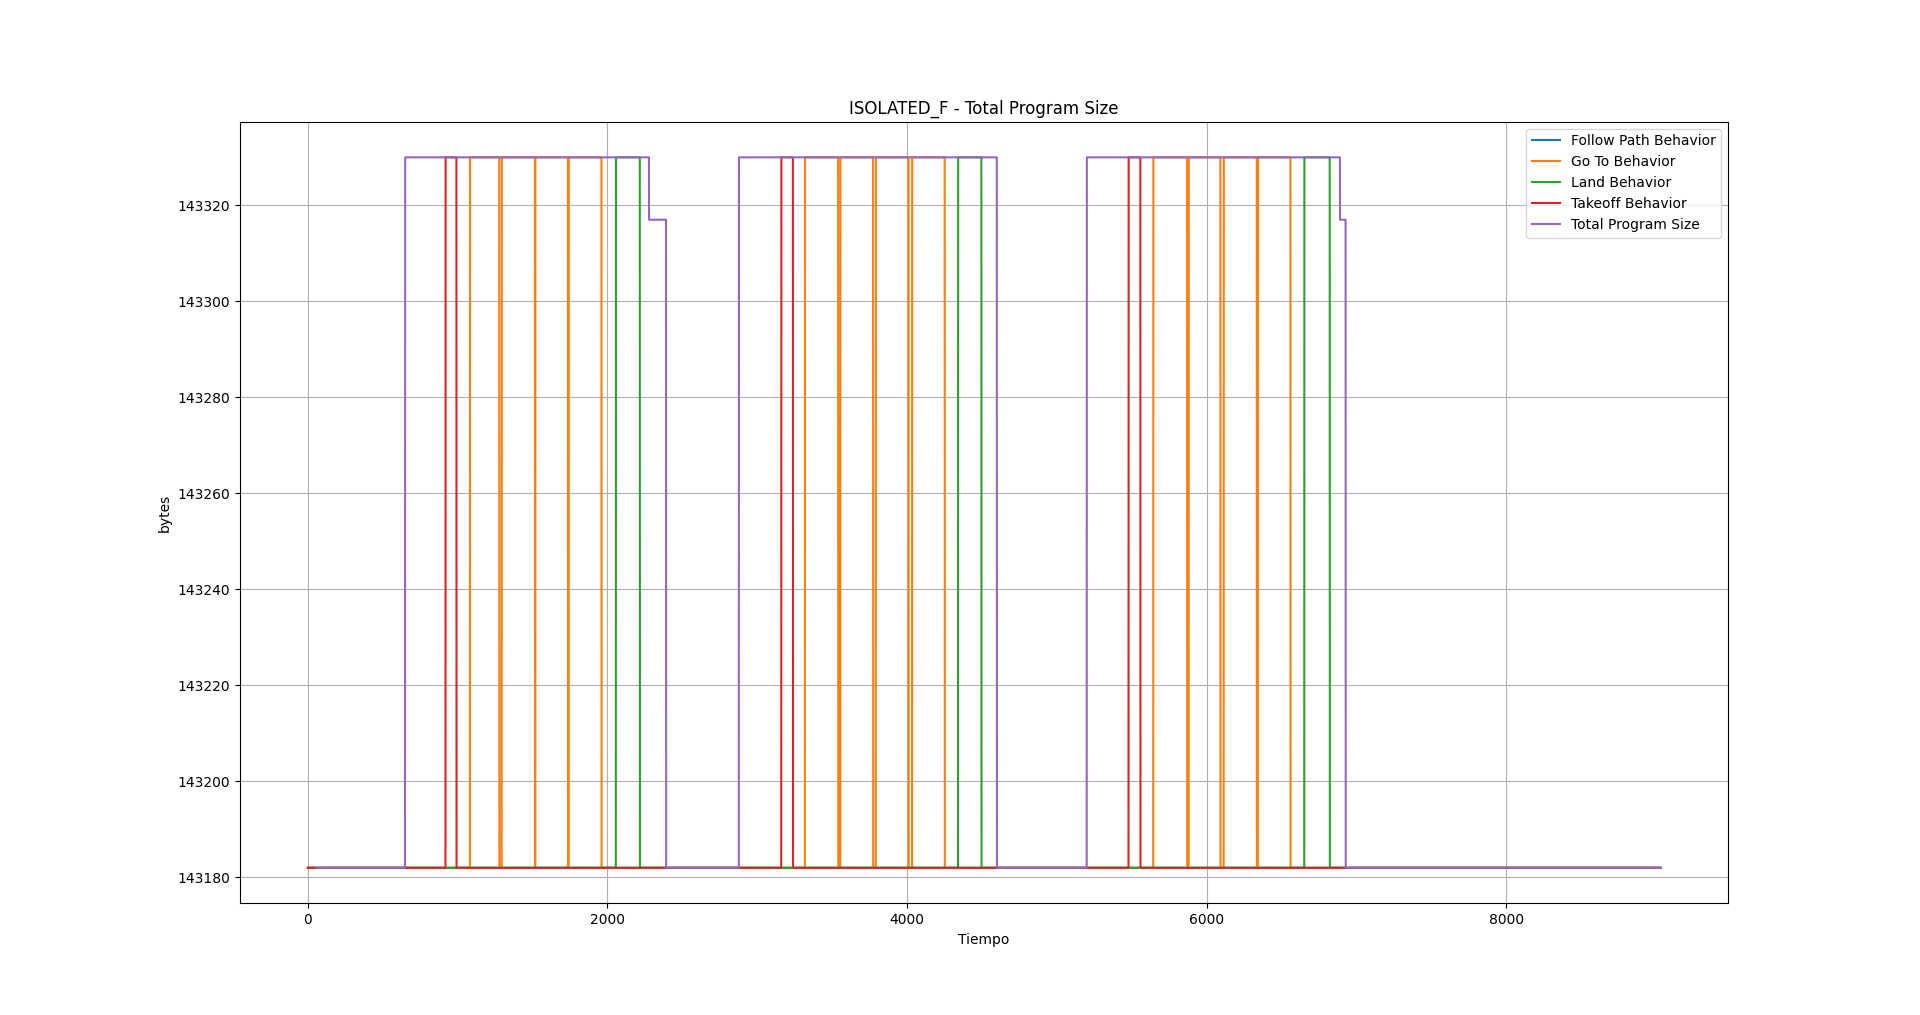 ISOLATED_F - Total Program Size
Follow Path Behavior
Go To Behavior
Land Behavior
Takeoff Behavior
Total Program Size
143320
143300
143280
143260
143240
143220
143200
143180
bytes
0 2000 4000 6000 8000
Tiempo